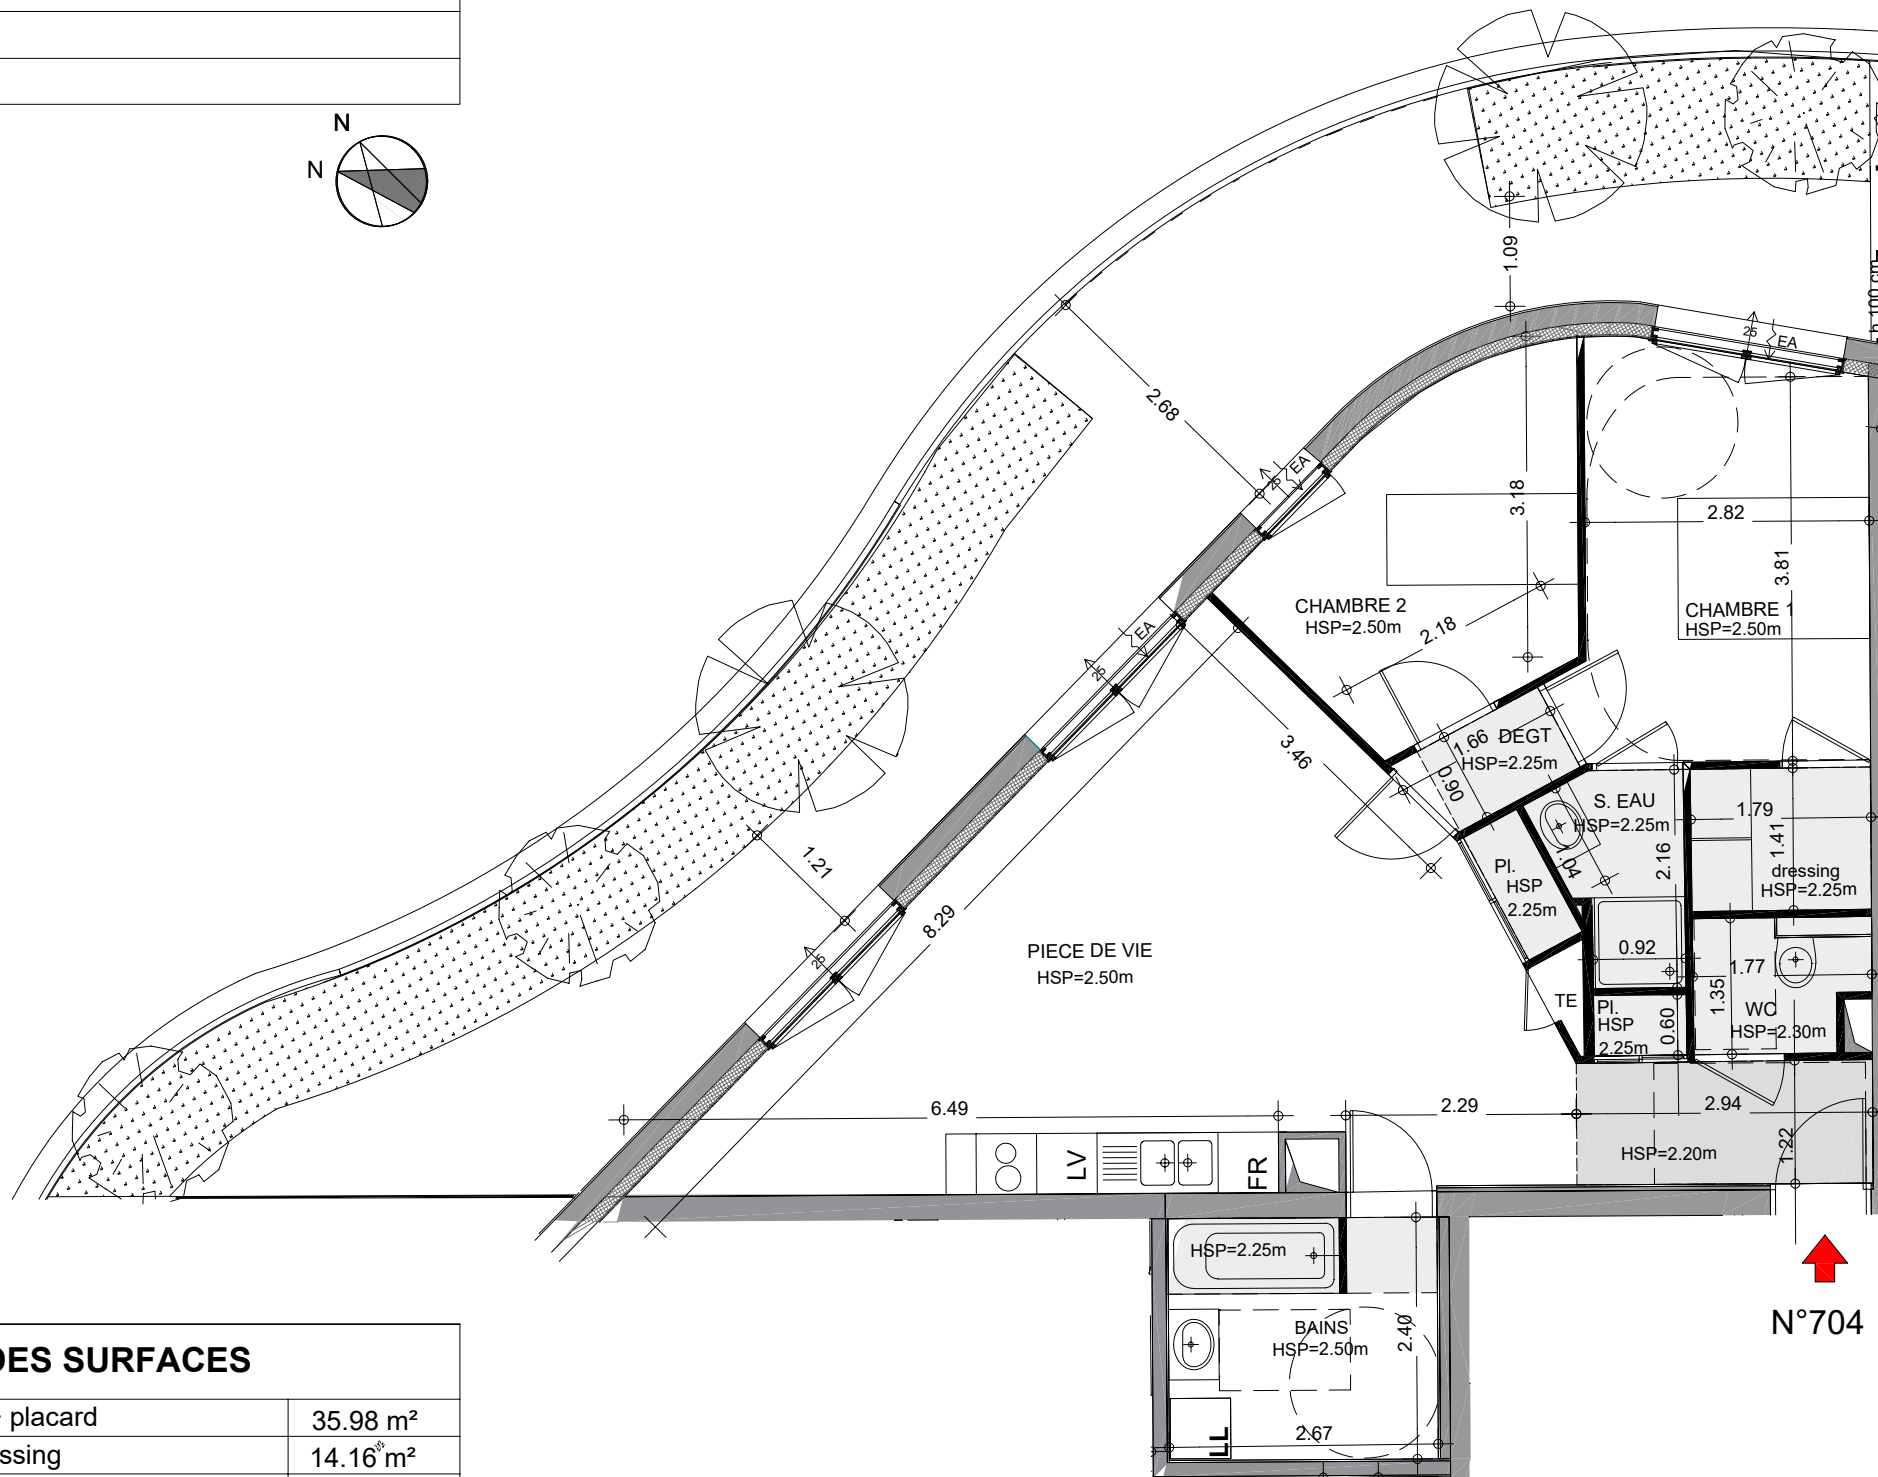 N
N
1.09
h 100 cm
25
EA
2.68
EA
25
3.18
2.82
3.81
CHAMBRE 2
HSP=2.50m
CHAMBRE 1
HSP=2.50m
2.18
EA
25
3.46
1.66
DEGT
HSP=2.25m
0.90
S. EAU
HSP=2.25m
1.79
1.41
2.16
1.04
dressing
HSP=2.25m
Pl.
HSP
2.25m
1.21
8.29
PIECE DE VIE
HSP=2.50m
25
0.92
1.77
1.35
WC
HSP=2.30m
TE
Pl.
HSP
2.25m
0.60
6.49
2.29
2.94
1.22
HSP=2.20m
LV
FR
HSP=2.25m
BAINS
HSP=2.50m
2.40
2.67
LL
N°704
DES SURFACES
placard
35.98 m²
ssing
14.16 m²